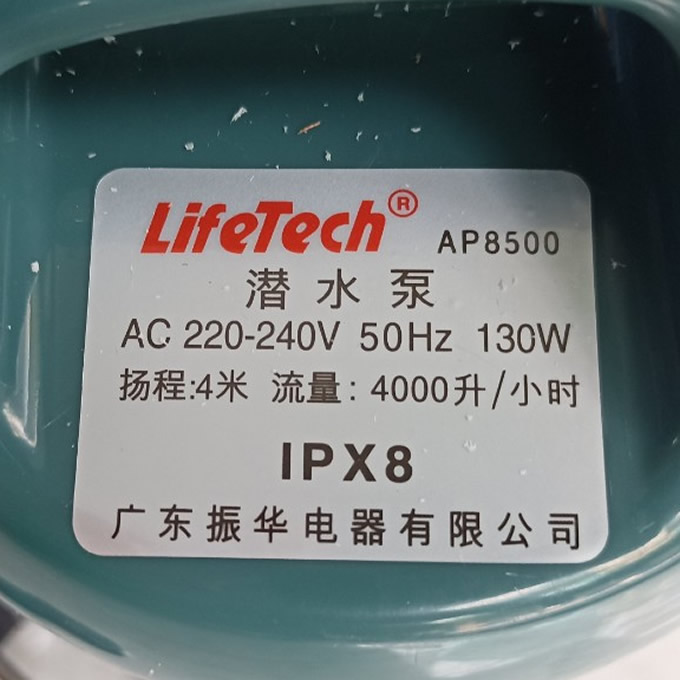 LifeTech® AP8500
潜水泵
AC 220-240V 50Hz 130W
扬程:4米 流量: 4000升/小时
IPX8
广东振华电器有限公司